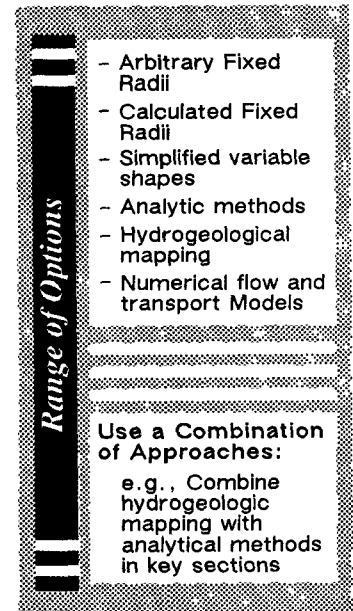 Range of Options
- Arbitrary Fixed
Radii
- Calculated Fixed
Radii
- Simplified variable
shapes
- Analytic methods
- Hydrogeological
mapping
- Numerical flow and
transport Models
Use a Combination
of Approaches:
e.g., Combine
hydrogeologic
mapping with
analytical methods
in key sections